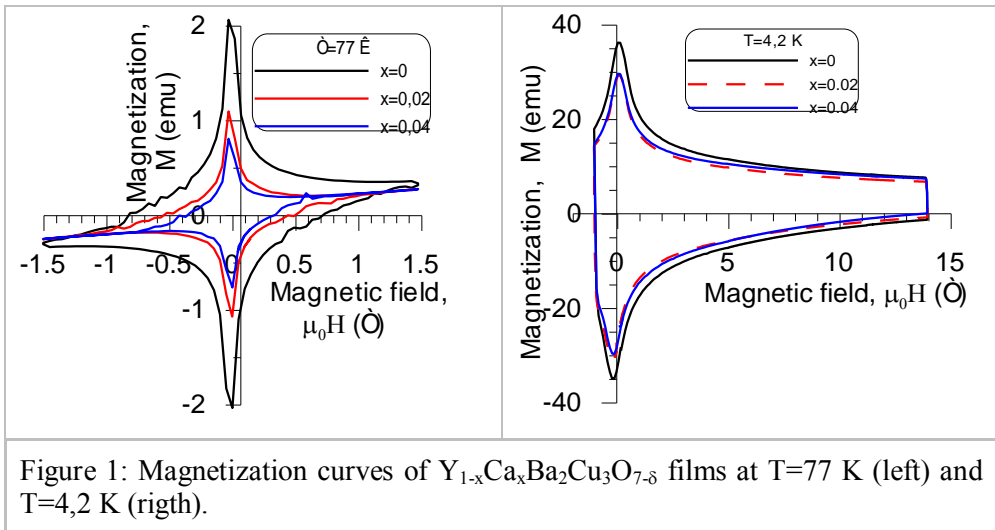 Magnetization,
M (emu)
2
1
0
-1
-2
Ò=77 Ê
x=0
x=0,02
x=0,04
-1.5
-1
-0.5
0
0.5
1
1.5
Magnetic field,
μ₀H (Ò)
Magnetization, M (emu)
40
20
0
-20
-40
T=4,2 K
x=0
x=0.02
x=0.04
0
5
10
15
Magnetic field, μ₀H (Ò)
Figure 1: Magnetization curves of Y₁₋ₓCaₓBa₂Cu₃O₇₋δ films at T=77 K (left) and
T=4,2 K (rigth).